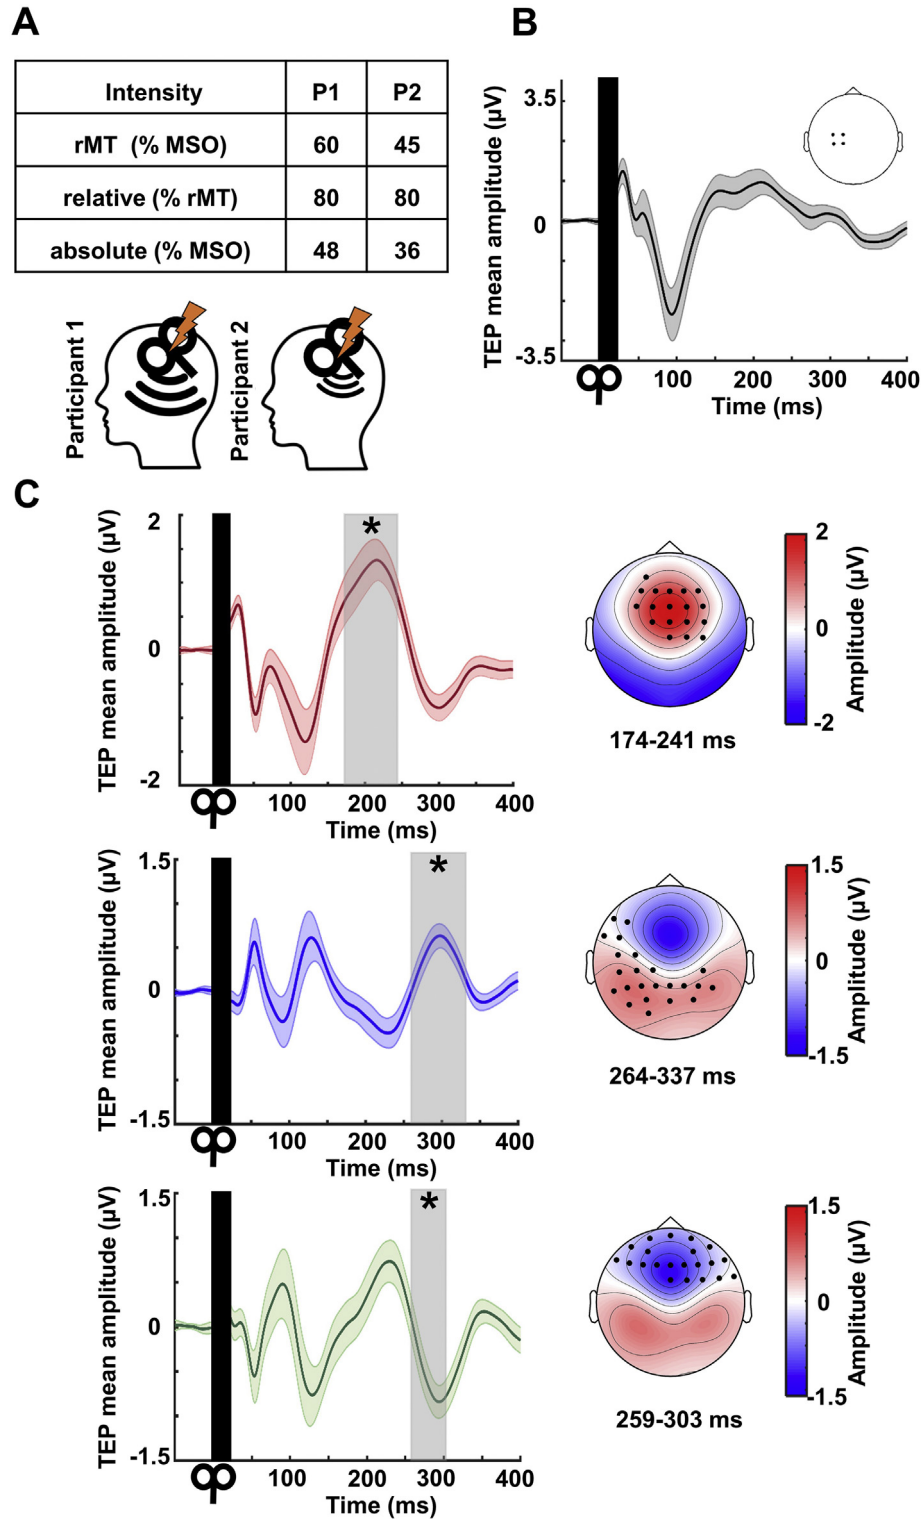 A
Intensity P1 P2
rMT (% MSO) 60 45
relative (% rMT) 80 80
absolute (% MSO) 48 36
Participant 1
Participant 2
B
TEP mean amplitude (µV)
3.5
0
-3.5
100 200 300 400
Time (ms)
C
TEP mean amplitude (µV)
2
0
-2
*
100 200 300 400
Time (ms)
174-241 ms
2
0
-2
Amplitude (µV)
TEP mean amplitude (µV)
1.5
0
-1.5
*
100 200 300 400
Time (ms)
264-337 ms
1.5
0
-1.5
Amplitude (µV)
TEP mean amplitude (µV)
1.5
0
-1.5
*
100 200 300 400
Time (ms)
259-303 ms
1.5
0
-1.5
Amplitude (µV)